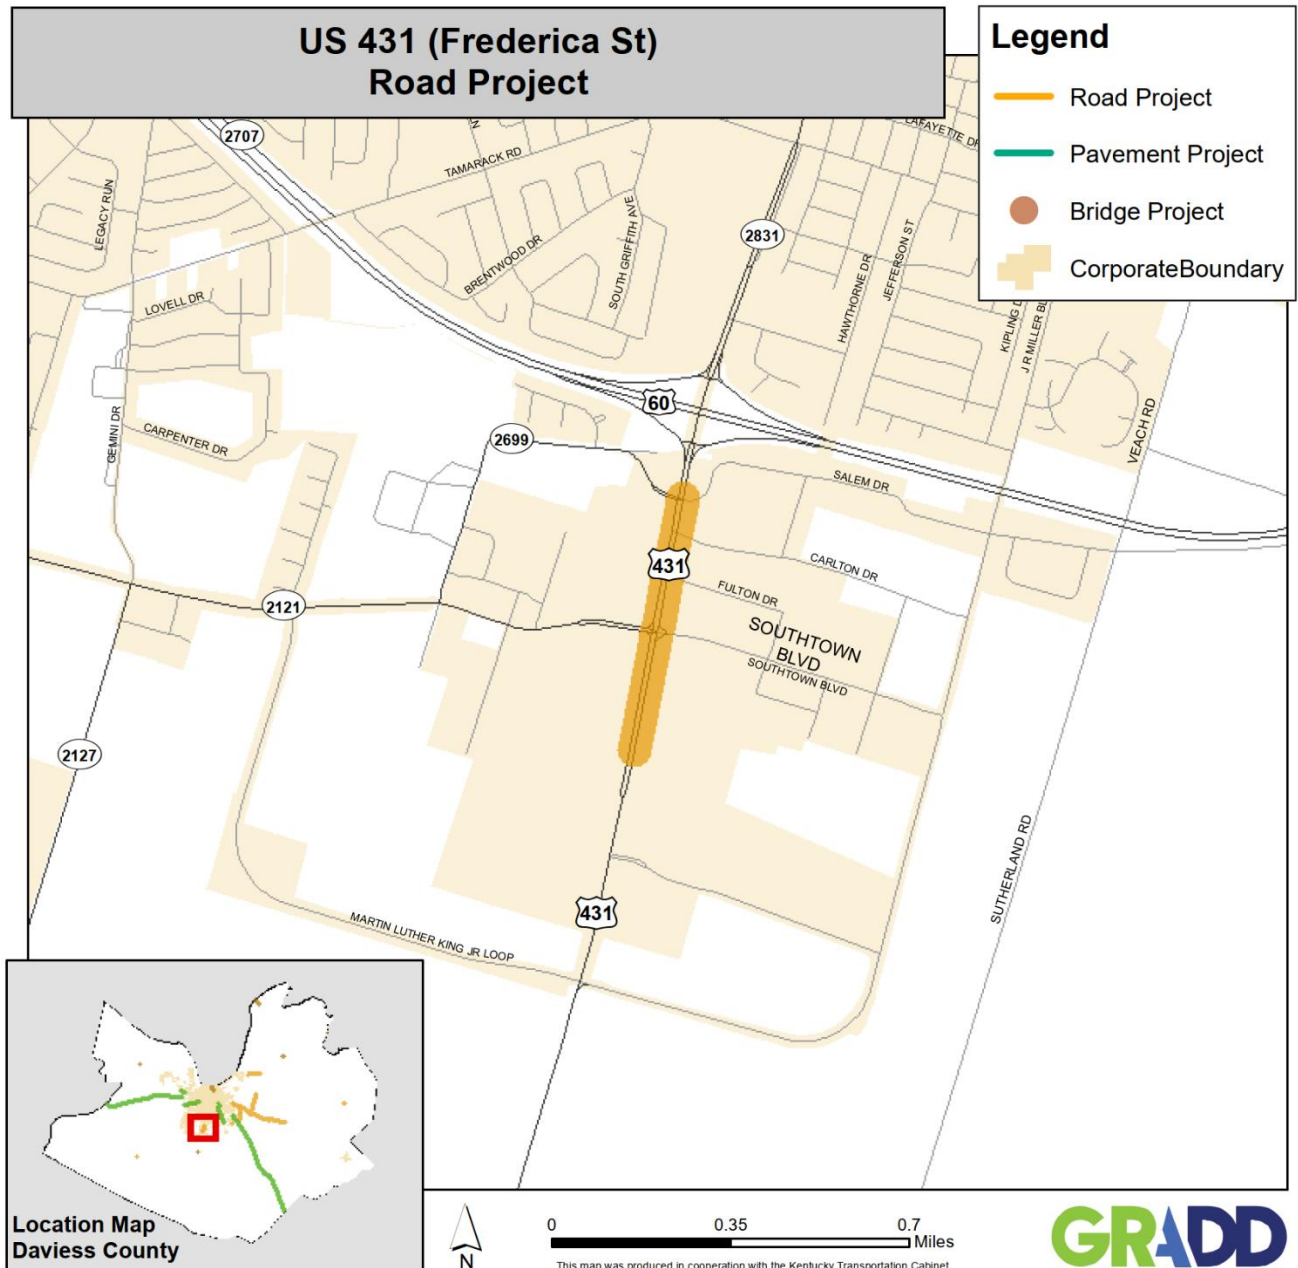 US 431 (Frederica St)
Road Project
Legend
Road Project
Pavement Project
Bridge Project
CorporateBoundary
2707
TAMARACK RD
LAFAYETTE DR
LEGACY RUN
2831
BRENTWOOD DR
SOUTH GRIFFITH AVE
HAWTHORNE DR
JEFFERSON ST
LOVELL DR
KIPLING D
J R MILLER BL
60
VEACH RD
GEMINI DR
CARPENTER DR
2699
SALEM DR
431
CARLTON DR
FULTON DR
2121
SOUTHTOWN
BLVD
SOUTHTOWN BLVD
2127
SUTHERLAND RD
431
MARTIN LUTHER KING JR LOOP
Location Map
Daviess County
N
0 0.35 0.7
Miles
This map was produced in cooperation with the Kentucky Transportation Cabinet
GRADD